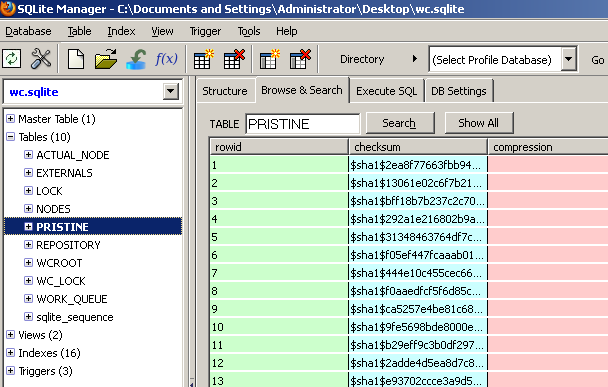 SQLite Manager - C:\Documents and Settings\Administrator\Desktop\wc.sqlite
Database Table Index View Trigger Tools Help
f(x) Directory (Select Profile Database) Go
wc.sqlite
Master Table (1)
Tables (10)
ACTUAL_NODE
EXTERNALS
LOCK
NODES
PRISTINE
REPOSITORY
WCROOT
WC_LOCK
WORK_QUEUE
sqlite_sequence
Views (2)
Indexes (16)
Triggers (3)
Structure Browse & Search Execute SQL DB Settings
TABLE PRISTINE Search Show All
rowid checksum compression
1 $sha1$2ea8f77663fbb94...
2 $sha1$13061e02c6f7b21...
3 $sha1$bff18b7b237c2c70...
4 $sha1$292a1e216802b9a...
5 $sha1$31348463764df7c...
6 $sha1$f05ef447fcaaab01...
7 $sha1$444e10c455cec66...
8 $sha1$f0aaedfcf5f6d85c...
9 $sha1$ca5257e4be81c68...
10 $sha1$9fe5698bde8000e...
11 $sha1$b29eff9c3b0df297...
12 $sha1$2adde4d5ea8d7c8...
13 $sha1$e93702ccce3a9d5...